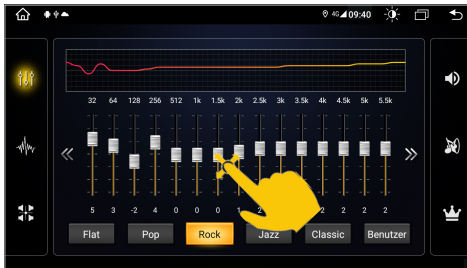 4G 09:40
32 64 128 256 512 1k 1.5k 2k 2.5k 3k 3.5k 4k 4.5k 5k 5.5k
5 3 -2 4 0 0 0 1 2 2 2 2 2
Flat Pop Rock Jazz Classic Benutzer